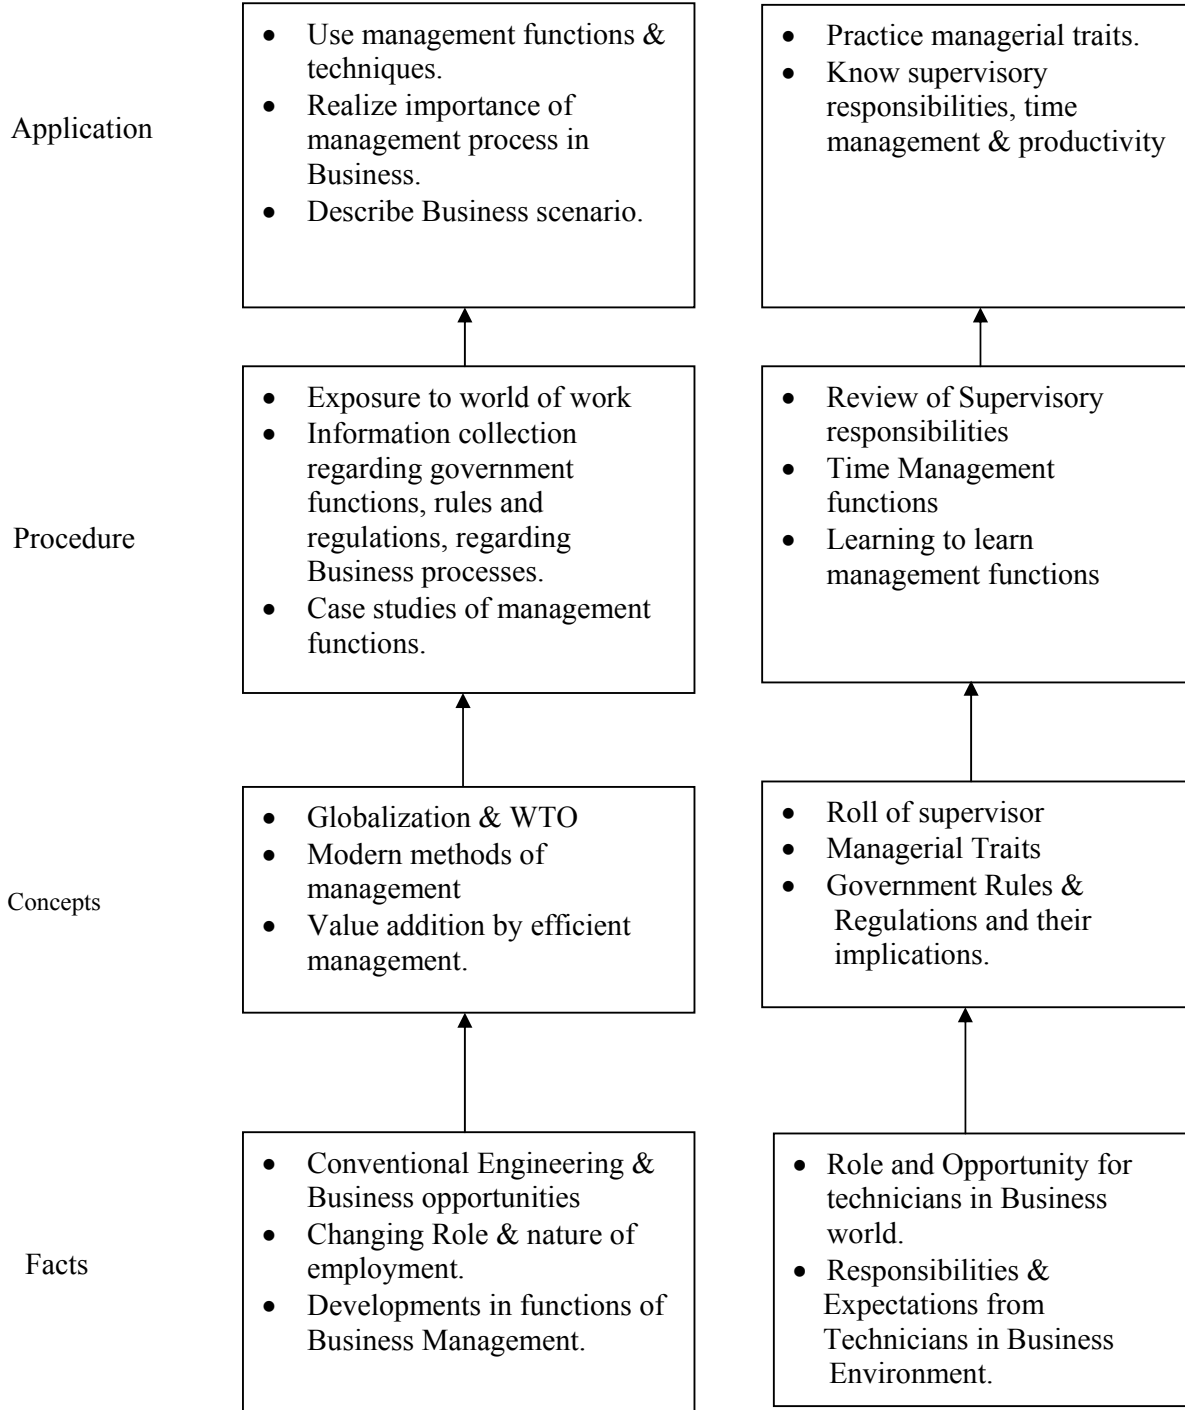 Application
• Use management functions &
techniques.
• Realize importance of
management process in
Business.
• Describe Business scenario.
• Practice managerial traits.
• Know supervisory
responsibilities, time
management & productivity
Procedure
• Exposure to world of work
• Information collection
regarding government
functions, rules and
regulations, regarding
Business processes.
• Case studies of management
functions.
• Review of Supervisory
responsibilities
• Time Management
functions
• Learning to learn
management functions
Concepts
• Globalization & WTO
• Modern methods of
management
• Value addition by efficient
management.
• Roll of supervisor
• Managerial Traits
• Government Rules &
Regulations and their
implications.
Facts
• Conventional Engineering &
Business opportunities
• Changing Role & nature of
employment.
• Developments in functions of
Business Management.
• Role and Opportunity for
technicians in Business
world.
• Responsibilities &
Expectations from
Technicians in Business
Environment.